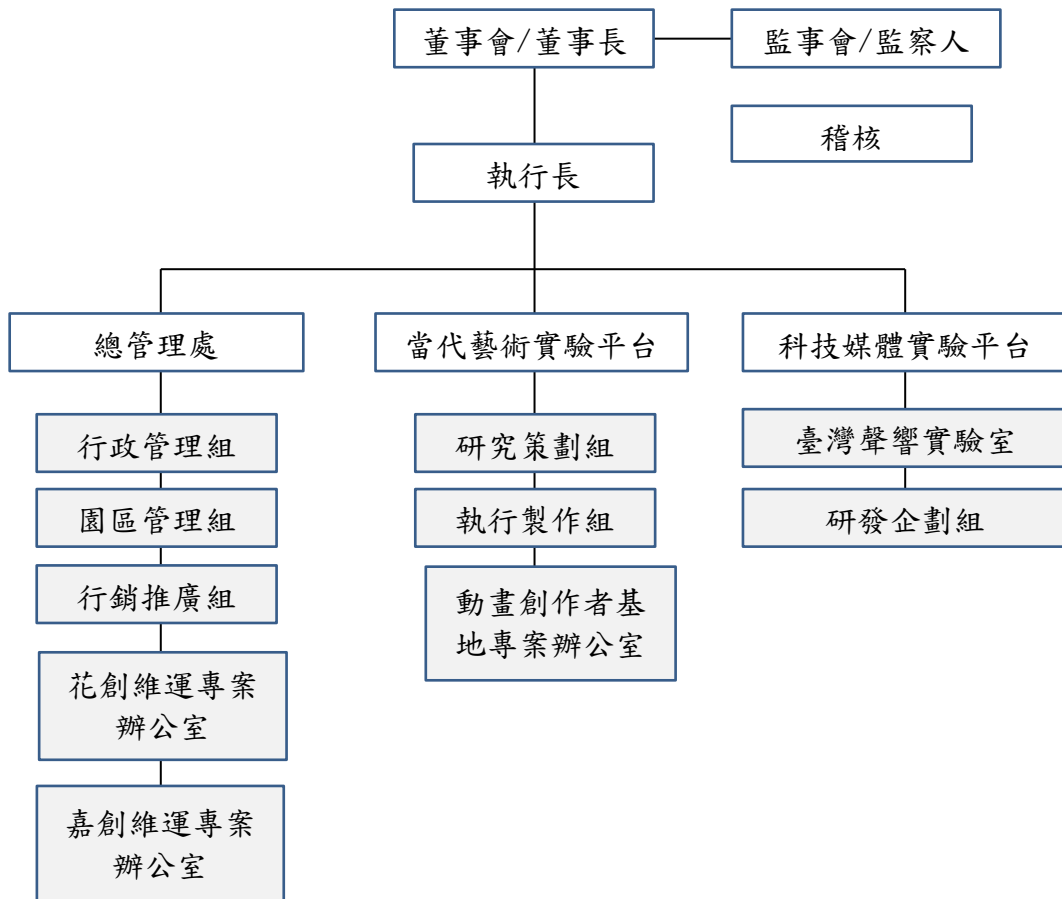 董事會/董事長
監事會/監察人
稽核
執行長
總管理處
當代藝術實驗平台
科技媒體實驗平台
行政管理組
研究策劃組
臺灣聲響實驗室
園區管理組
執行製作組
研發企劃組
行銷推廣組
動畫創作者基
地專案辦公室
花創維運專案
辦公室
嘉創維運專案
辦公室